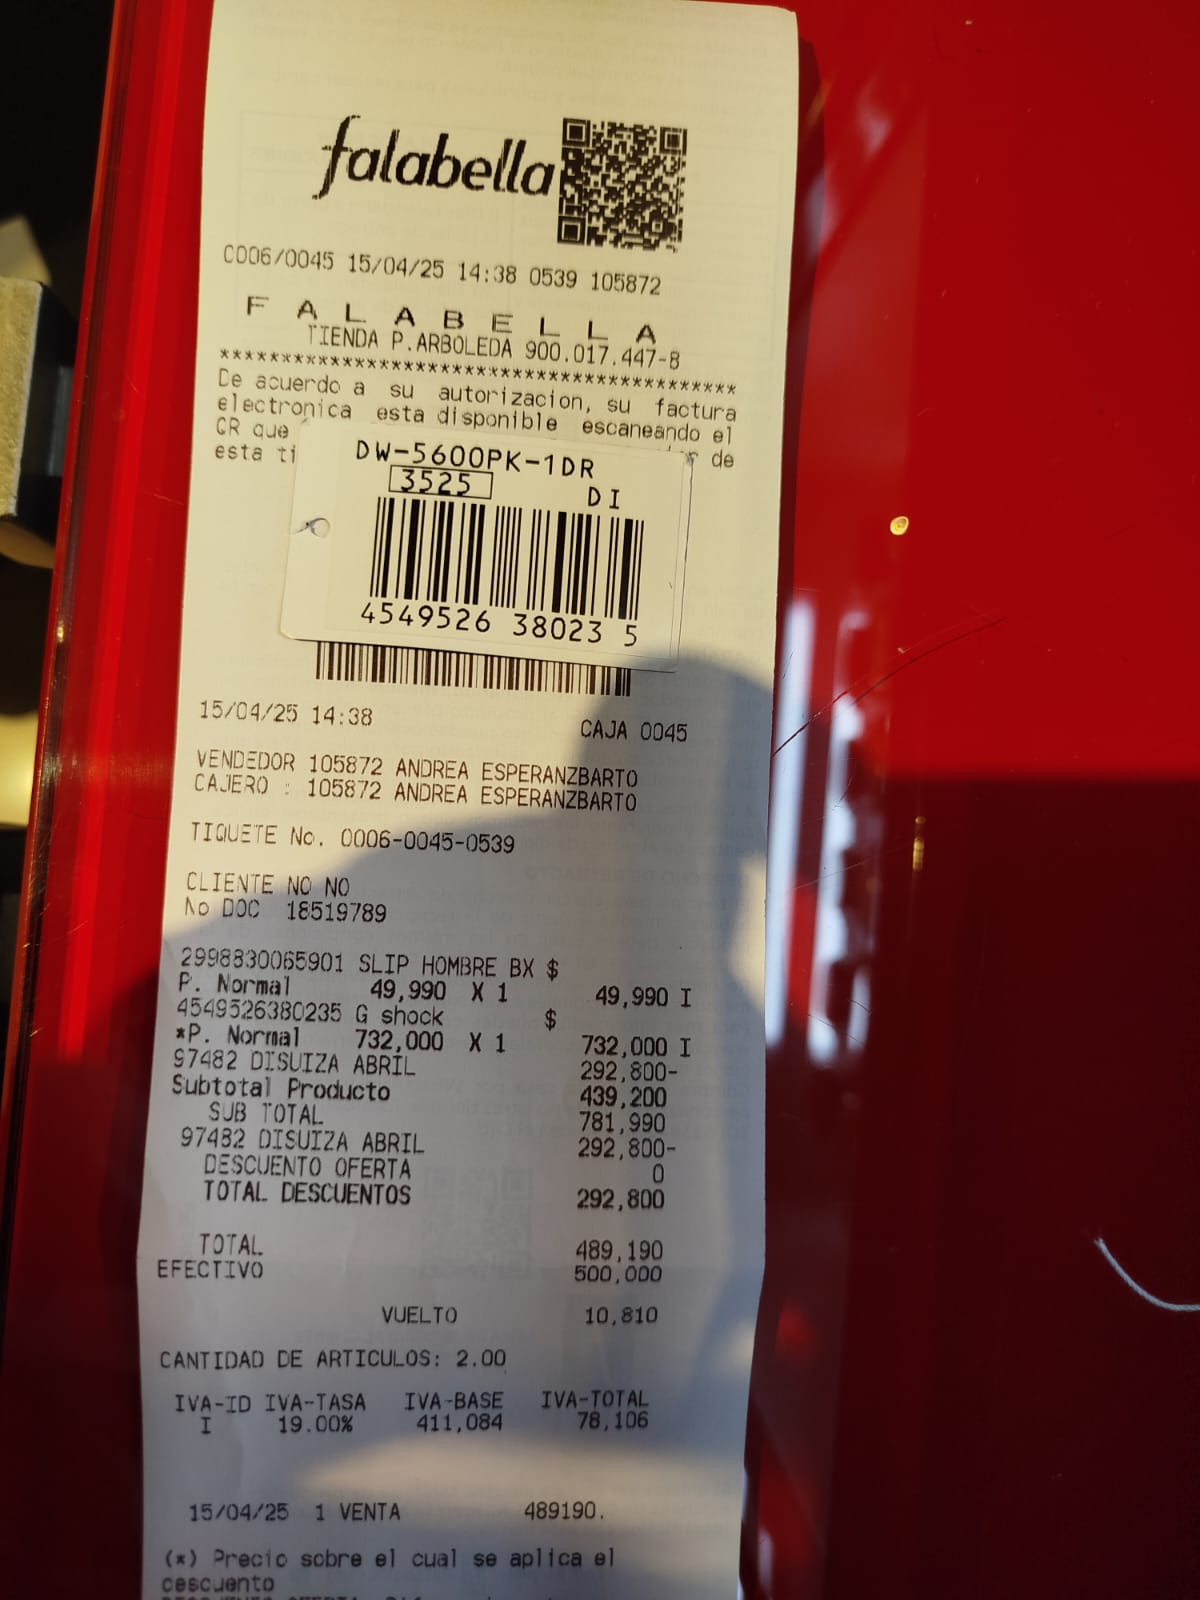 falabella
C006/0045 15/04/25 14:38 0539 105872
F A L A B E L L A
TIENDA P.ARBOLEDA 900.017.447-8
*****************************************
De acuerdo a su autorizacion, su factura
electronica esta disponible escaneando el
QR que de
esta ti
DW-5600PK-1DR
3525
DI
4549526 38023 5
15/04/25 14:38 CAJA 0045
VENDEDOR 105872 ANDREA ESPERANZBARTO
CAJERO : 105872 ANDREA ESPERANZBARTO
TIQUETE No. 0006-0045-0539
CLIENTE NO NO
No DOC 18519789
2998830065901 SLIP HOMBRE BX $
P. Normal 49,990 X 1 49,990 I
4549526380235 G shock $
*P. Normal 732,000 X 1 732,000 I
97482 DISUIZA ABRIL 292,800-
Subtotal Producto 439,200
SUB TOTAL 781,990
97482 DISUIZA ABRIL 292,800-
DESCUENTO OFERTA 0
TOTAL DESCUENTOS 292,800
TOTAL 489,190
EFECTIVO 500,000
VUELTO 10,810
CANTIDAD DE ARTICULOS: 2.00
IVA-ID IVA-TASA IVA-BASE IVA-TOTAL
I 19.00% 411,084 78,106
15/04/25 1 VENTA 489190.
(*) Precio sobre el cual se aplica el
descuento